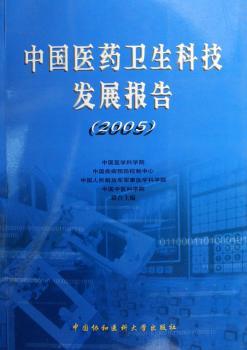 中国医药卫生科技
发展报告
(2005)
中国医学科学院
中国疾病预防控制中心
中国人民解放军军事医学科学院
中国中医科学院
联合主编
中国协和医科大学出版社